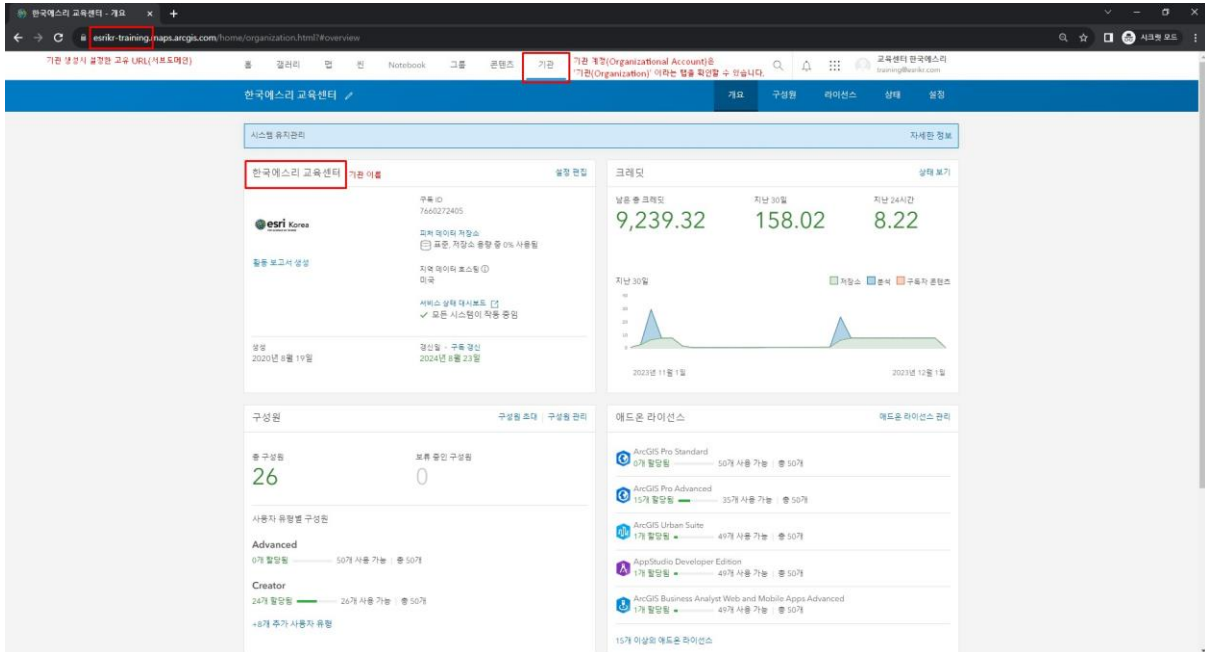 한국에스리 교육센터 - 개요
esrikr-training.maps.arcgis.com/home/organization.html?#overview
시크릿 모드
기관 생성시 설정한 고유 URL(서브도메인)
홈 갤러리 맵 씬 Notebook 그룹 콘텐츠 기관
기관 계정(Organizational Account)은
'기관(Organization)' 이라는 탭을 확인할 수 있습니다.
교육센터 한국에스리
training@esrikr.com
한국에스리 교육센터
개요 구성원 라이선스 상태 설정
시스템 유지관리 자세한 정보
한국에스리 교육센터 기관 이름 설정 편집
esri Korea
활동 보고서 생성
구독 ID
7660272405
피처 데이터 저장소
표준, 저장소 용량 중 0% 사용됨
지역 데이터 호스팅
미국
서비스 상태 대시보드
모든 시스템이 작동 중임
생성
2020년 8월 19일
갱신일 - 구독 갱신
2024년 8월 23일
크레딧 상태 보기
남은 총 크레딧 지난 30일 지난 24시간
9,239.32 158.02 8.22
지난 30일 저장소 분석 구독자 콘텐츠
40
30
20
10
0
2023년 11월 1일 2023년 12월 1일
구성원 구성원 초대 구성원 관리
총 구성원 보류 중인 구성원
26 0
사용자 유형별 구성원
Advanced
0개 할당됨 50개 사용 가능 | 총 50개
Creator
24개 할당됨 26개 사용 가능 | 총 50개
+8개 추가 사용자 유형
애드온 라이선스 애드온 라이선스 관리
ArcGIS Pro Standard
0개 할당됨 50개 사용 가능 | 총 50개
ArcGIS Pro Advanced
15개 할당됨 35개 사용 가능 | 총 50개
ArcGIS Urban Suite
1개 할당됨 49개 사용 가능 | 총 50개
AppStudio Developer Edition
1개 할당됨 49개 사용 가능 | 총 50개
ArcGIS Business Analyst Web and Mobile Apps Advanced
1개 할당됨 49개 사용 가능 | 총 50개
15개 이상의 애드온 라이선스